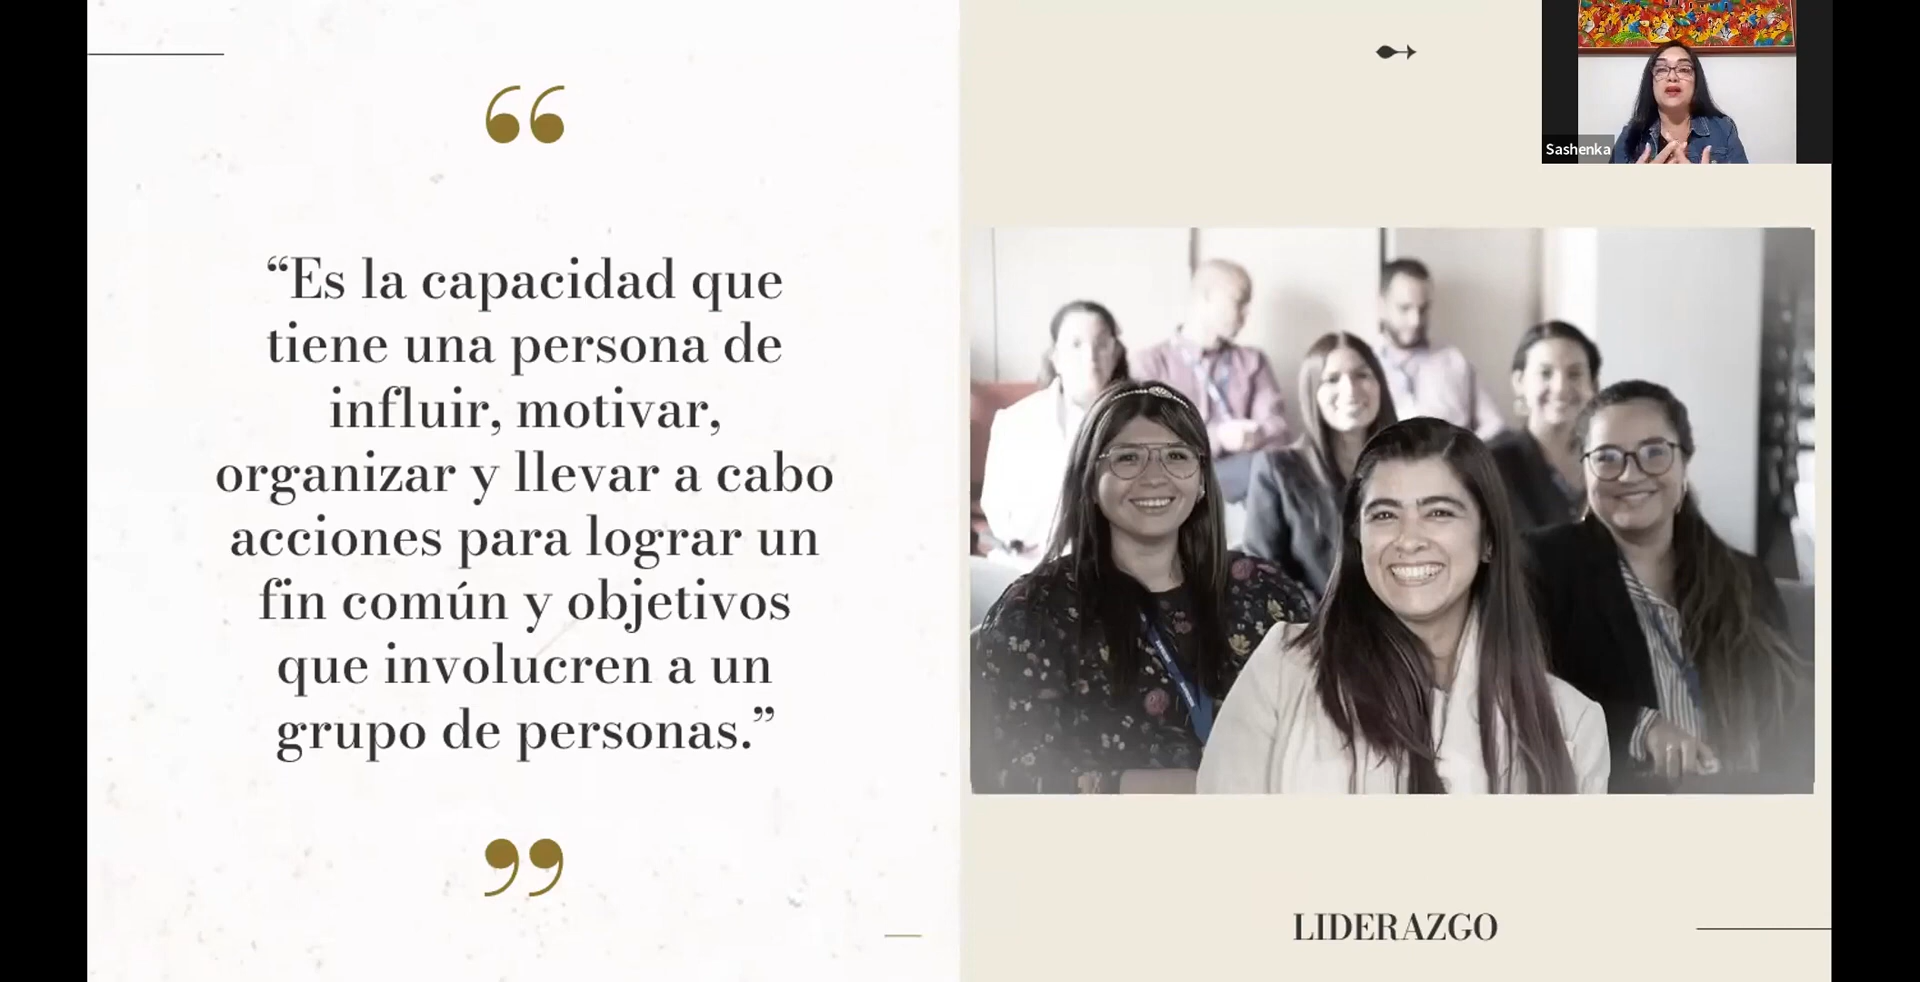 “Es la capacidad que
tiene una persona de
influir, motivar,
organizar y llevar a cabo
acciones para lograr un
fin común y objetivos
que involucren a un
grupo de personas.”
Sashenka
LIDERAZGO